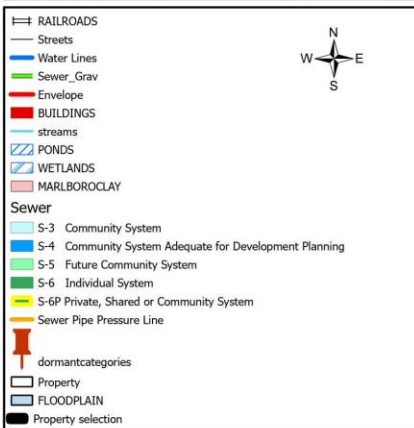 RAILROADS
Streets
Water Lines
Sewer_Grav
Envelope
BUILDINGS
streams
PONDS
WETLANDS
MARLBOROCLAY
Sewer
S-3 Community System
S-4 Community System Adequate for Development Planning
S-5 Future Community System
S-6 Individual System
S-6P Private, Shared or Community System
Sewer Pipe Pressure Line
dormantcategories
Property
FLOODPLAIN
Property selection
N
W E
S